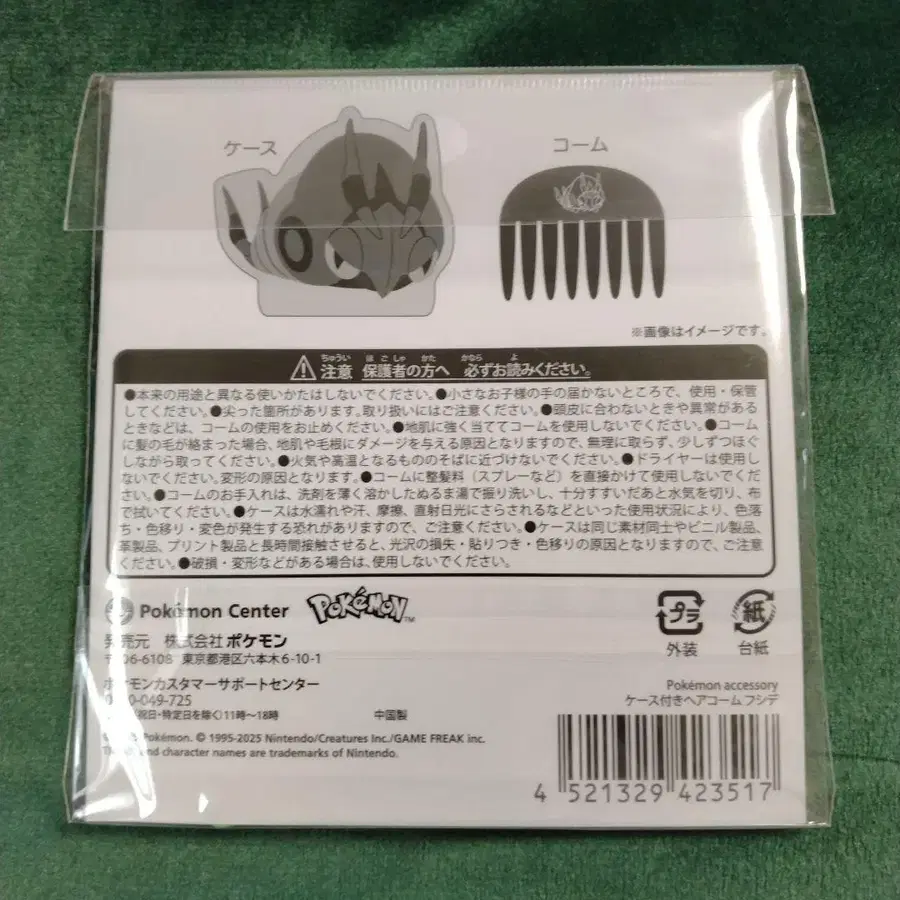 ケース
コーム
※画像はイメージです。
注意 保護者の方へ 必ずお読みください。
●本来の用途と異なる使いかたはしないでください。●小さなお子様の手の届かないところで、使用・保管
してください。●尖った箇所があります。取り扱いにはご注意ください。●頭皮に合わないときや異常がある
ときなどは、コームの使用をお止めください。●地肌に強く当ててコームを使用しないでください。●コーム
に髪の毛が絡まった場合、地肌や毛根にダメージを与える原因となりますので、無理に取らず、少しずつほぐ
しながら取ってください。●火気や高温となるもののそばに近づけないでください。●ドライヤーは使用し
ないでください。変形の原因となります。●コームに整髪料（スプレーなど）を直接かけて使用しないでくだ
さい。●コームのお手入れは、洗剤を薄く溶かしたぬるま湯で振り洗いし、十分すすいだあと水気を切り、布
で拭いてください。●ケースは水濡れや汗、摩擦、直射日光にさらされるなどといった使用状況により、色落
ち・色移り・変色が発生する恐れがありますので、ご注意ください。●ケースは同じ素材同士やビニル製品、
革製品、プリント製品と長時間接触させると、光沢の損失・貼りつき・色移りの原因となりますので、ご注意
ください。●破損・変形などがある場合は、使用しないでください。
Pokémon Center POKÉMON™
発売元 株式会社ポケモン
〒106-6108 東京都港区六本木6-10-1
ポケモンカスタマーサポートセンター
049-725
祝日・特定日を除く）11時～18時 中国製
Pokémon. © 1995-2025 Nintendo/Creatures Inc./GAME FREAK inc.
and character names are trademarks of Nintendo.
プラ
外装
紙
台紙
Pokémon accessory
ケース付きヘアコーム フシデ
4 521329 423517